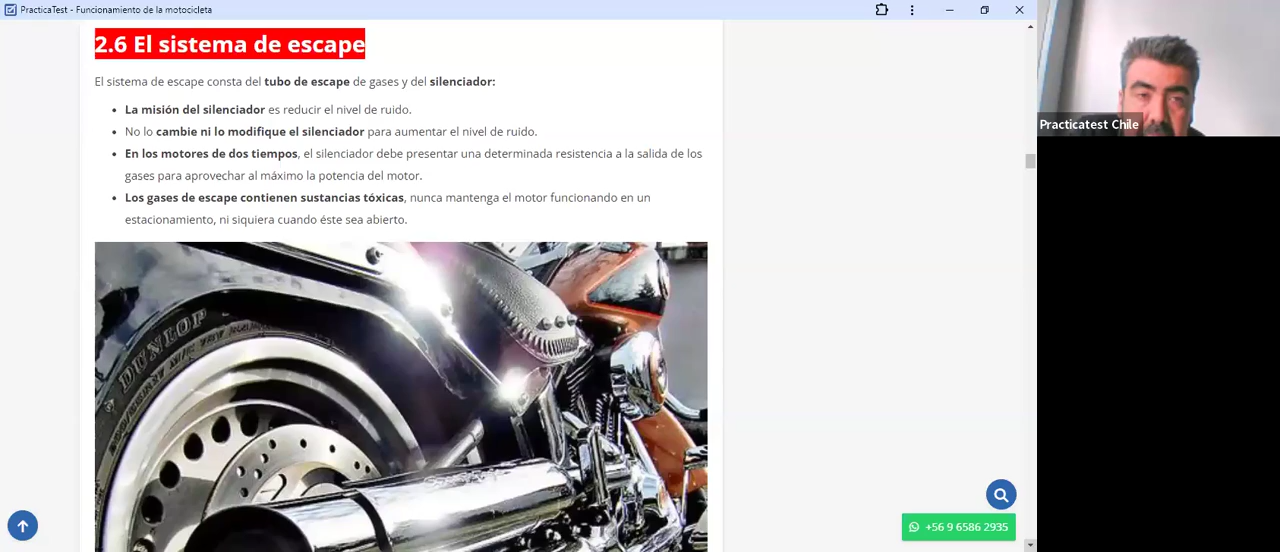 PracticaTest - Funcionamiento de la motocicleta
2.6 El sistema de escape
El sistema de escape consta del tubo de escape de gases y del silenciador:
La misión del silenciador es reducir el nivel de ruido.
No lo cambie ni lo modifique el silenciador para aumentar el nivel de ruido.
En los motores de dos tiempos, el silenciador debe presentar una determinada resistencia a la salida de los
gases para aprovechar al máximo la potencia del motor.
Los gases de escape contienen sustancias tóxicas, nunca mantenga el motor funcionando en un
estacionamiento, ni siquiera cuando éste sea abierto.
DUNLOP
+56 9 6586 2935
Practicatest Chile